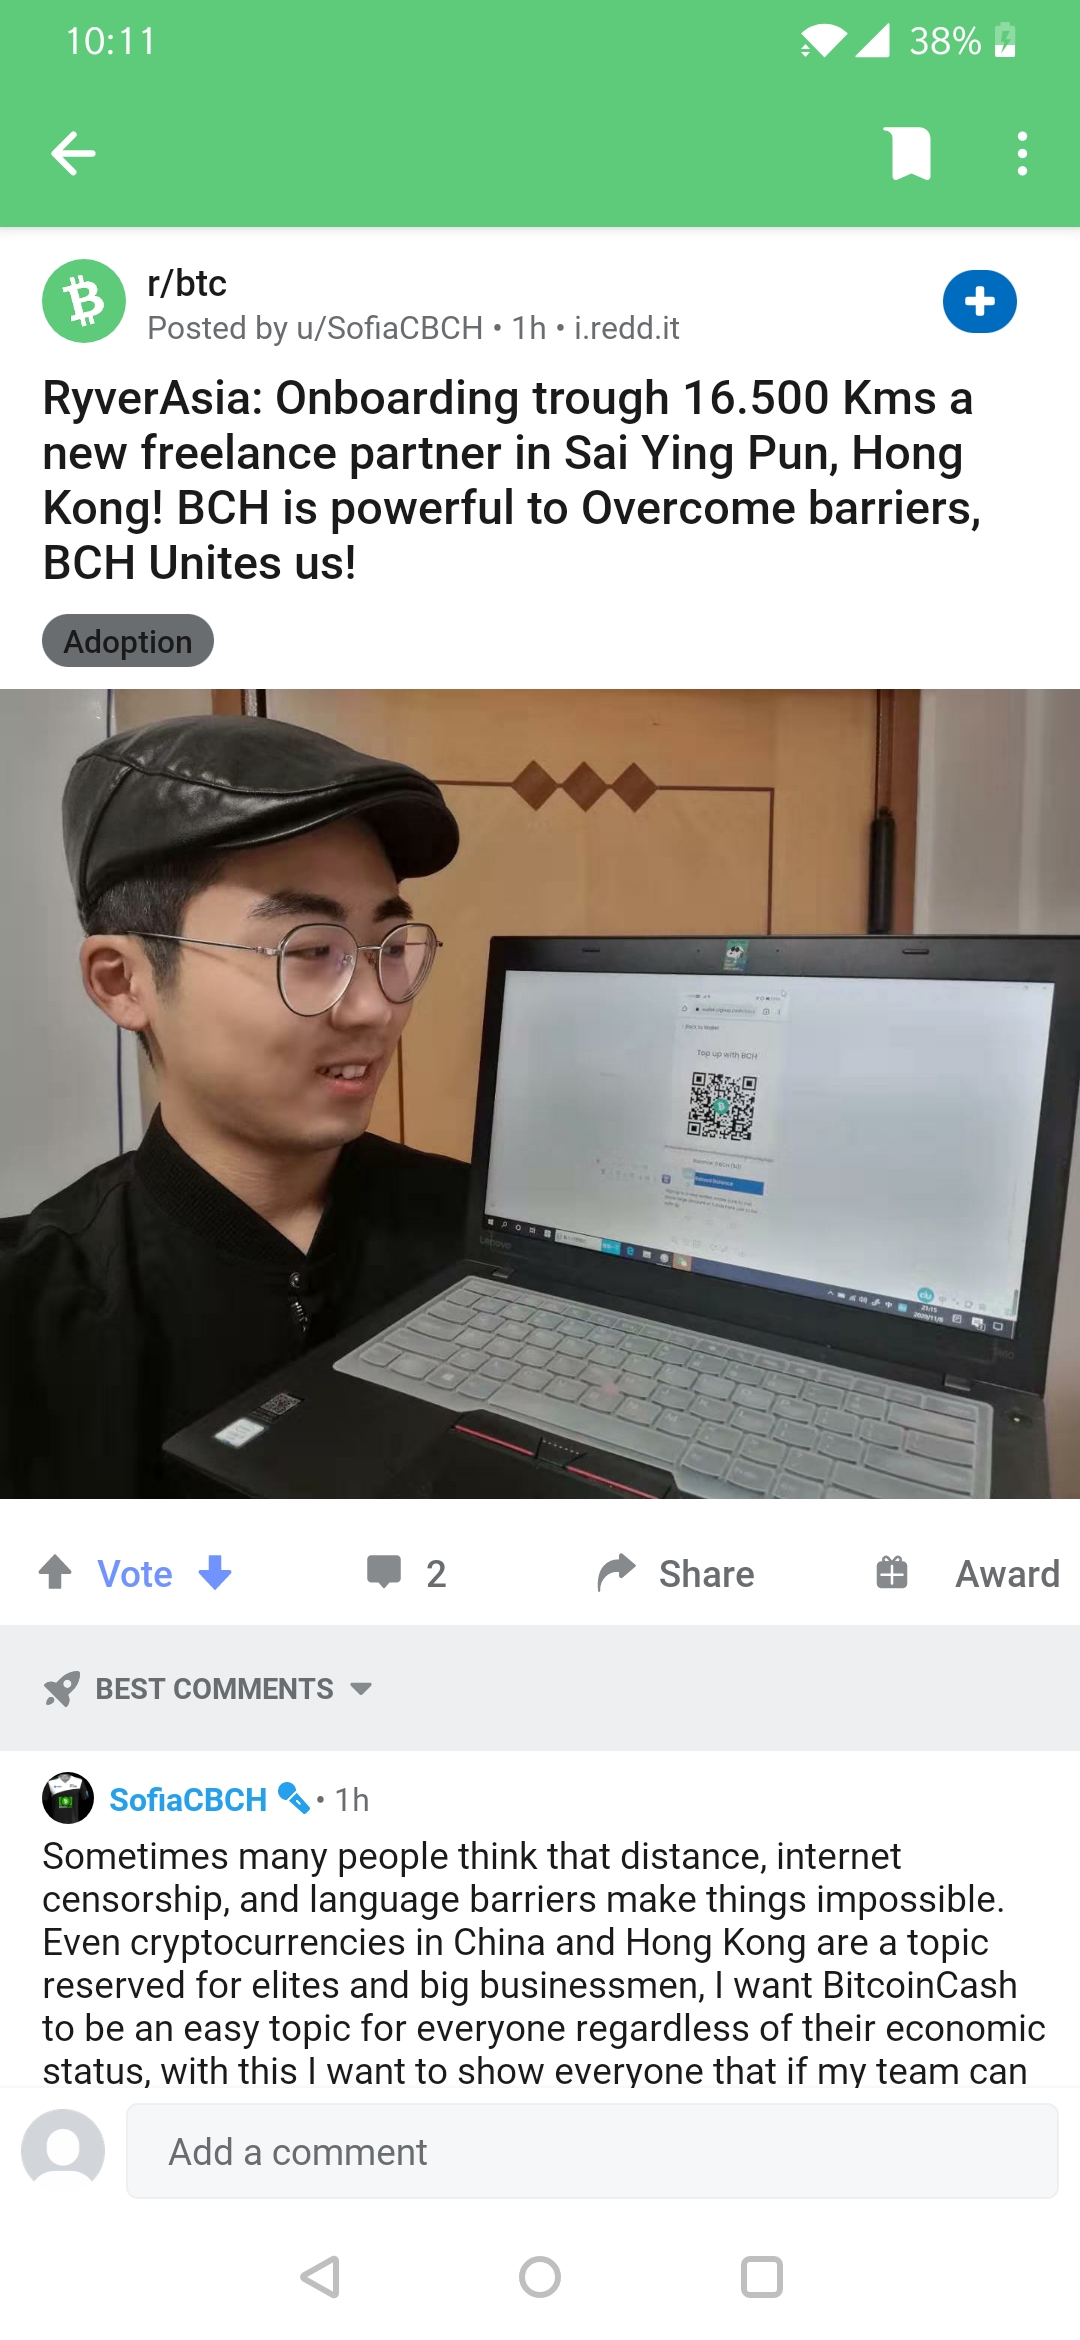 10:11
38%
r/btc
Posted by u/SofiaCBCH • 1h • i.redd.it
RyverAsia: Onboarding trough 16.500 Kms a
new freelance partner in Sai Ying Pun, Hong
Kong! BCH is powerful to Overcome barriers,
BCH Unites us!
Adoption
Top up with BCH
Lenovo
Vote
2
Share
Award
BEST COMMENTS
SofiaCBCH • 1h
Sometimes many people think that distance, internet
censorship, and language barriers make things impossible.
Even cryptocurrencies in China and Hong Kong are a topic
reserved for elites and big businessmen, I want BitcoinCash
to be an easy topic for everyone regardless of their economic
status, with this I want to show everyone that if my team can
Add a comment